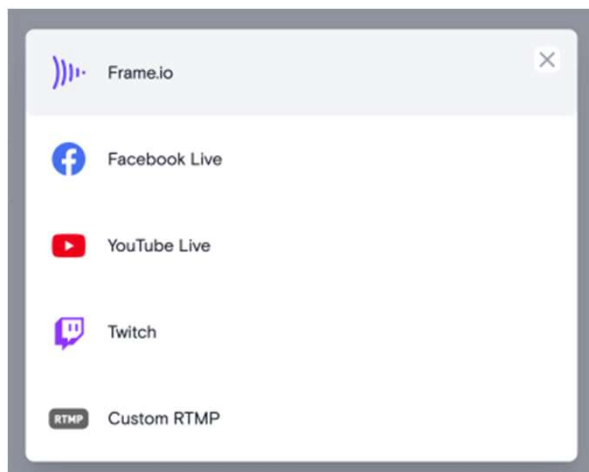 Frame.io
Facebook Live
YouTube Live
Twitch
RTMP Custom RTMP